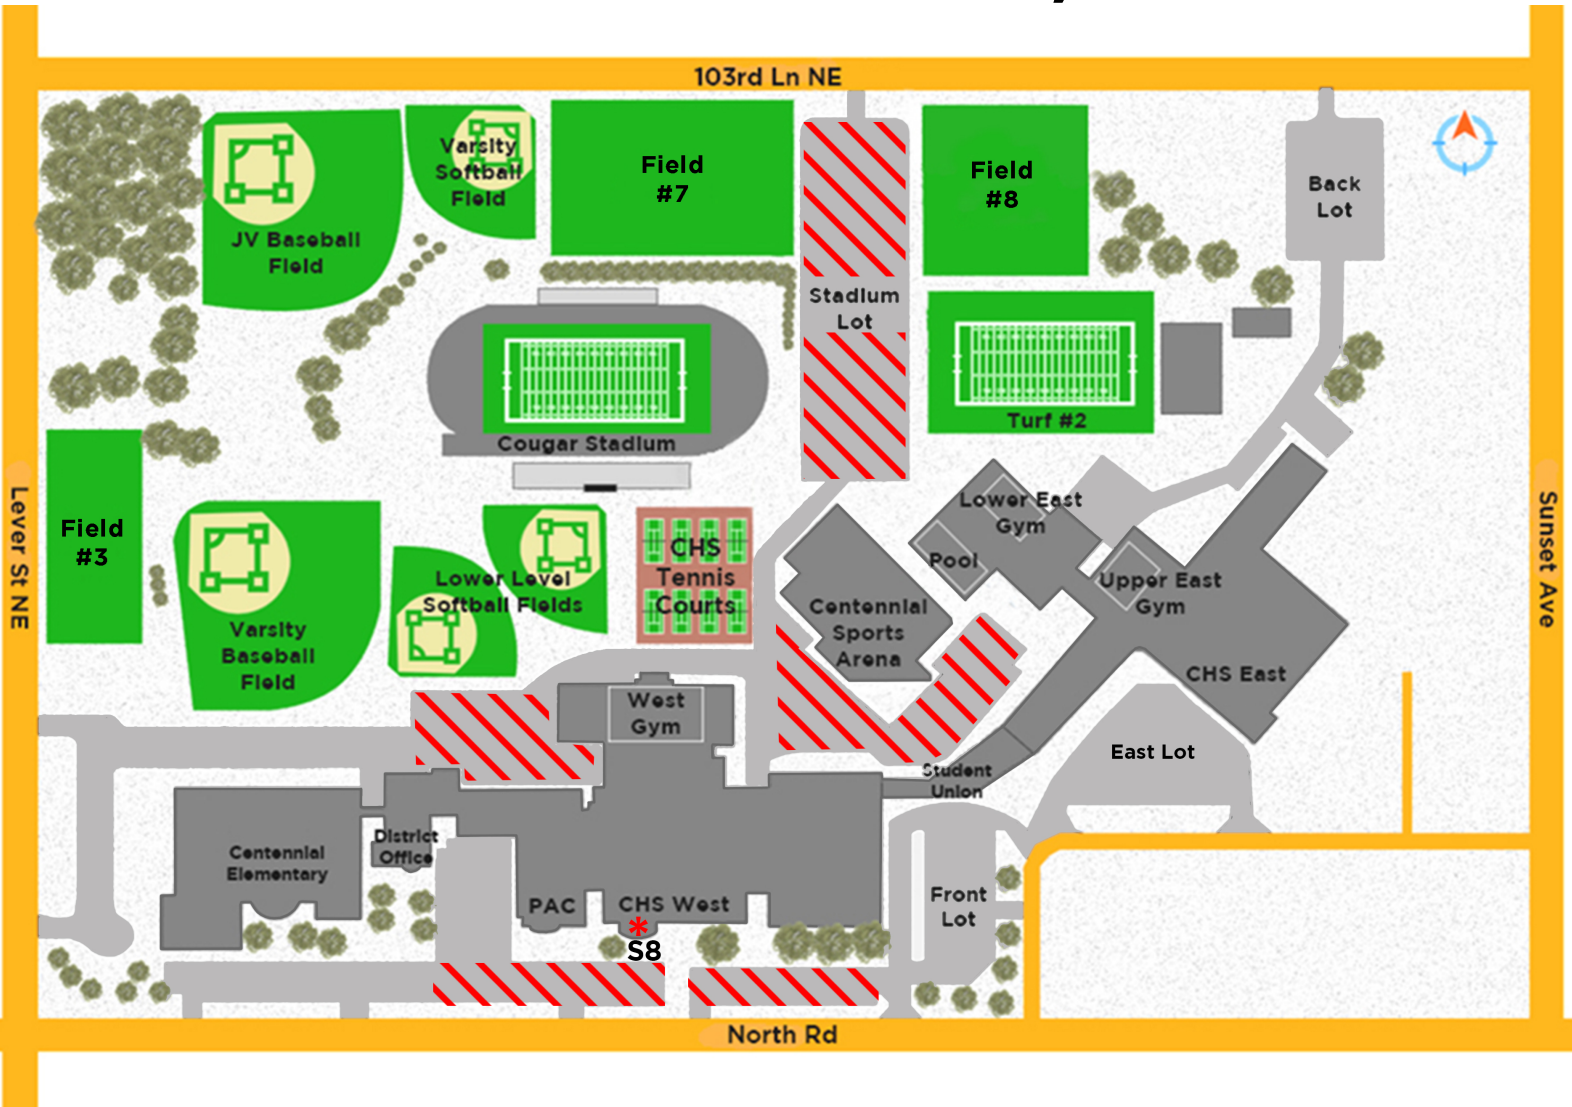 103rd Ln NE
Varsity
Softball
Field
Field
#7
Field
#8
Back
Lot
JV Baseball
Field
Stadium
Lot
Turf #2
Cougar Stadium
Lever St NE
Sunset Ave
Field
#3
Lower East
Gym
Pool
CHS
Tennis
Courts
Lower Level
Softball Fields
Upper East
Gym
Centennial
Sports
Arena
Varsity
Baseball
Field
CHS East
West
Gym
East Lot
Student
Union
District
Office
Centennial
Elementary
PAC
CHS West
*
S8
Front
Lot
North Rd